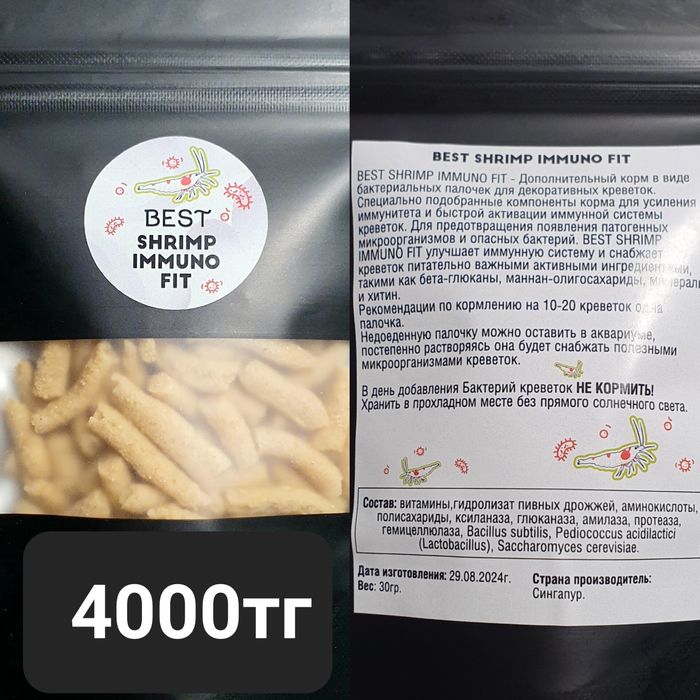 BEST
SHRIMP
IMMUNO
FIT
4000тг
BEST SHRIMP IMMUNO FIT
BEST SHRIMP IMMUNO FIT - Дополнительный корм в виде
бактериальных палочек для декоративных креветок.
Специально подобранные компоненты корма для усиления
иммунитета и быстрой активации иммунной системы
креветок. Для предотвращения появления патогенных
микроорганизмов и опасных бактерий. BEST SHRIMP
IMMUNO FIT улучшает иммунную систему и снабжает
креветок питательно важными активными ингредиентами,
такими как бета-глюканы, маннан-олигосахариды, минералы
и хитин.
Рекомендации по кормлению на 10-20 креветок одна
палочка.
Недоеденную палочку можно оставить в аквариуме,
постепенно растворяясь она будет снабжать полезными
микроорганизмами креветок.
В день добавления Бактерий креветок НЕ КОРМИТЬ!
Хранить в прохладном месте без прямого солнечного света.
Состав: витамины,гидролизат пивных дрожжей, аминокислоты,
полисахариды, ксиланаза, глюканаза, амилаза, протеаза,
гемицеллюлаза, Bacillus subtilis, Pediococcus acidilactici
(Lactobacillus), Saccharomyces cerevisiae.
Дата изготовления: 29.08.2024г.
Вес: 30гр.
Страна производитель:
Сингапур.